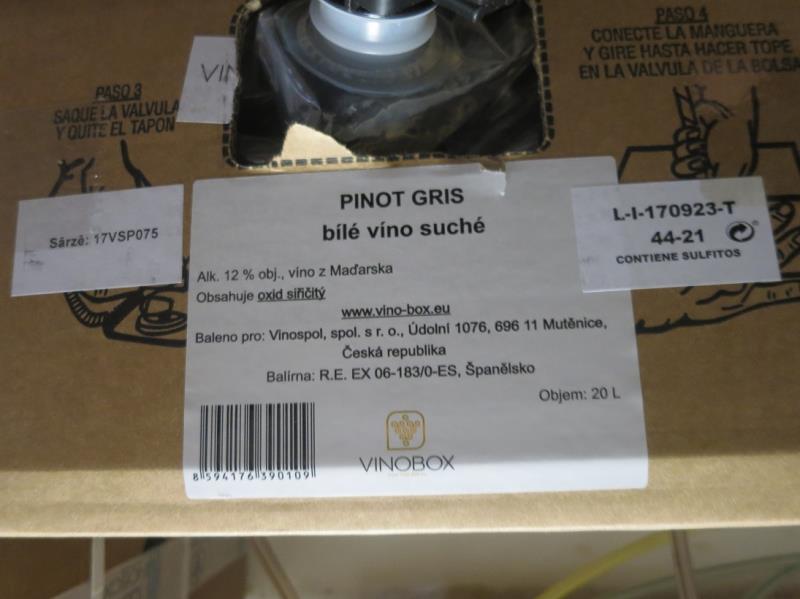 PASO 3
SAQUE LA VALVULA
Y QUITE EL TAPON
VIN
PASO 4
CONECTE LA MANGUERA
Y GIRE HASTA HACER TOPE
EN LA VALVULA DE LA BOLSA
Šarže: 17VSP075
PINOT GRIS
bílé víno suché
Alk. 12 % obj., víno z Maďarska
Obsahuje oxid siřičitý
www.vino-box.eu
Baleno pro: Vinospol, spol. s r. o., Údolní 1076, 696 11 Mutěnice,
Česká republika
Balírna: R.E. EX 06-183/0-ES, Španělsko
Objem: 20 L
8 594176 390109
VINOBOX
L-I-170923-T
44-21
CONTIENE SULFITOS